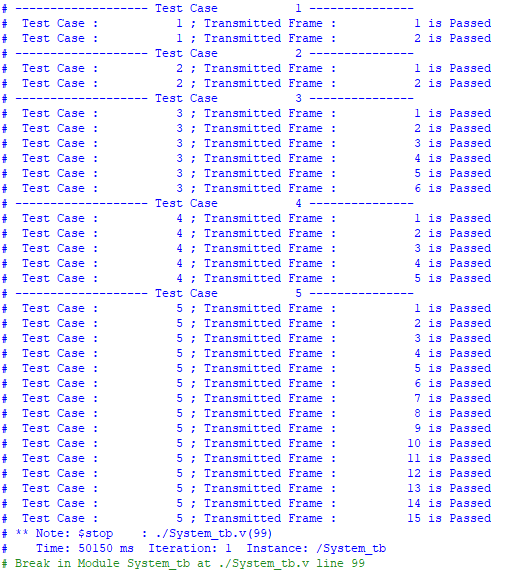 # ------------------- Test Case           1 ---------------
#  Test Case :           1 ; Transmitted Frame :           1 is Passed
#  Test Case :           1 ; Transmitted Frame :           2 is Passed
# ------------------- Test Case           2 ---------------
#  Test Case :           2 ; Transmitted Frame :           1 is Passed
#  Test Case :           2 ; Transmitted Frame :           2 is Passed
# ------------------- Test Case           3 ---------------
#  Test Case :           3 ; Transmitted Frame :           1 is Passed
#  Test Case :           3 ; Transmitted Frame :           2 is Passed
#  Test Case :           3 ; Transmitted Frame :           3 is Passed
#  Test Case :           3 ; Transmitted Frame :           4 is Passed
#  Test Case :           3 ; Transmitted Frame :           5 is Passed
#  Test Case :           3 ; Transmitted Frame :           6 is Passed
# ------------------- Test Case           4 ---------------
#  Test Case :           4 ; Transmitted Frame :           1 is Passed
#  Test Case :           4 ; Transmitted Frame :           2 is Passed
#  Test Case :           4 ; Transmitted Frame :           3 is Passed
#  Test Case :           4 ; Transmitted Frame :           4 is Passed
#  Test Case :           4 ; Transmitted Frame :           5 is Passed
# ------------------- Test Case           5 ---------------
#  Test Case :           5 ; Transmitted Frame :           1 is Passed
#  Test Case :           5 ; Transmitted Frame :           2 is Passed
#  Test Case :           5 ; Transmitted Frame :           3 is Passed
#  Test Case :           5 ; Transmitted Frame :           4 is Passed
#  Test Case :           5 ; Transmitted Frame :           5 is Passed
#  Test Case :           5 ; Transmitted Frame :           6 is Passed
#  Test Case :           5 ; Transmitted Frame :           7 is Passed
#  Test Case :           5 ; Transmitted Frame :           8 is Passed
#  Test Case :           5 ; Transmitted Frame :           9 is Passed
#  Test Case :           5 ; Transmitted Frame :          10 is Passed
#  Test Case :           5 ; Transmitted Frame :          11 is Passed
#  Test Case :           5 ; Transmitted Frame :          12 is Passed
#  Test Case :           5 ; Transmitted Frame :          13 is Passed
#  Test Case :           5 ; Transmitted Frame :          14 is Passed
#  Test Case :           5 ; Transmitted Frame :          15 is Passed
# ** Note: $stop    : ./System_tb.v(99)
#    Time: 50150 ms  Iteration: 1  Instance: /System_tb
# Break in Module System_tb at ./System_tb.v line 99